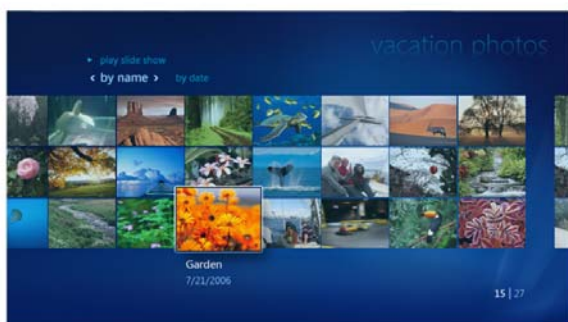 vacation photos
play slide show
‹ by name › by date
Garden
7/21/2006
15 | 27